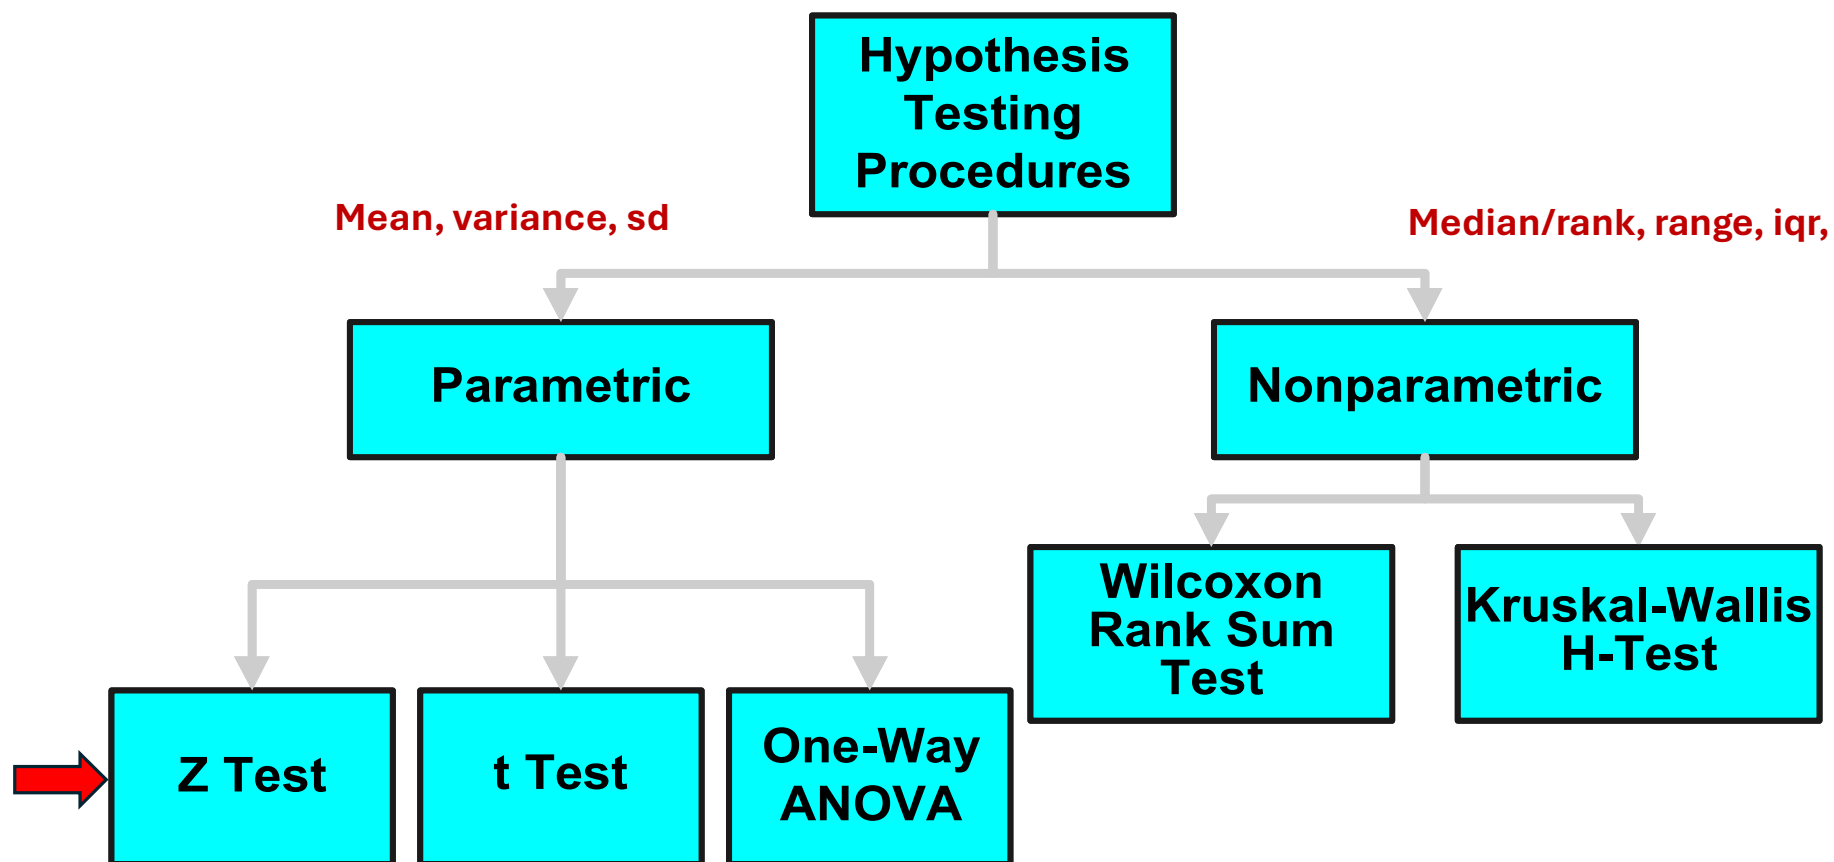 Hypothesis
Testing
Procedures
Mean, variance, sd
Median/rank, range, iqr,
Parametric
Nonparametric
Wilcoxon
Rank Sum
Test
Kruskal-Wallis
H-Test
Z Test
t Test
One-Way
ANOVA